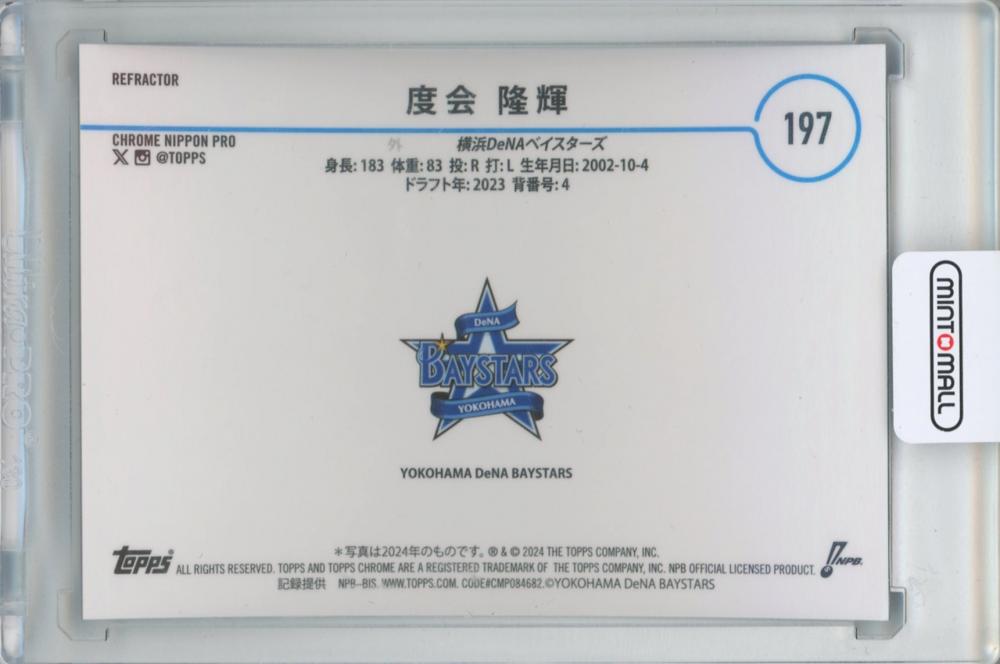 REFRACTOR
度会 隆輝
197
CHROME NIPPON PRO
外
横浜DeNAベイスターズ
X @TOPPS
身長: 183 体重: 83 投: R 打: L 生年月日: 2002-10-4
ドラフト年: 2023 背番号: 4
MINTMALL
DeNA
BAYSTARS
YOKOHAMA
YOKOHAMA DeNA BAYSTARS
topps
＊写真は2024年のものです。 ® & © 2024 THE TOPPS COMPANY, INC.
ALL RIGHTS RESERVED. TOPPS AND TOPPS CHROME ARE A REGISTERED TRADEMARK OF THE TOPPS COMPANY, INC. NPB OFFICIAL LICENSED PRODUCT.
NPB.
記録提供 NPB-BIS. WWW.TOPPS.COM. CODE#CMP084682.©YOKOHAMA DeNA BAYSTARS